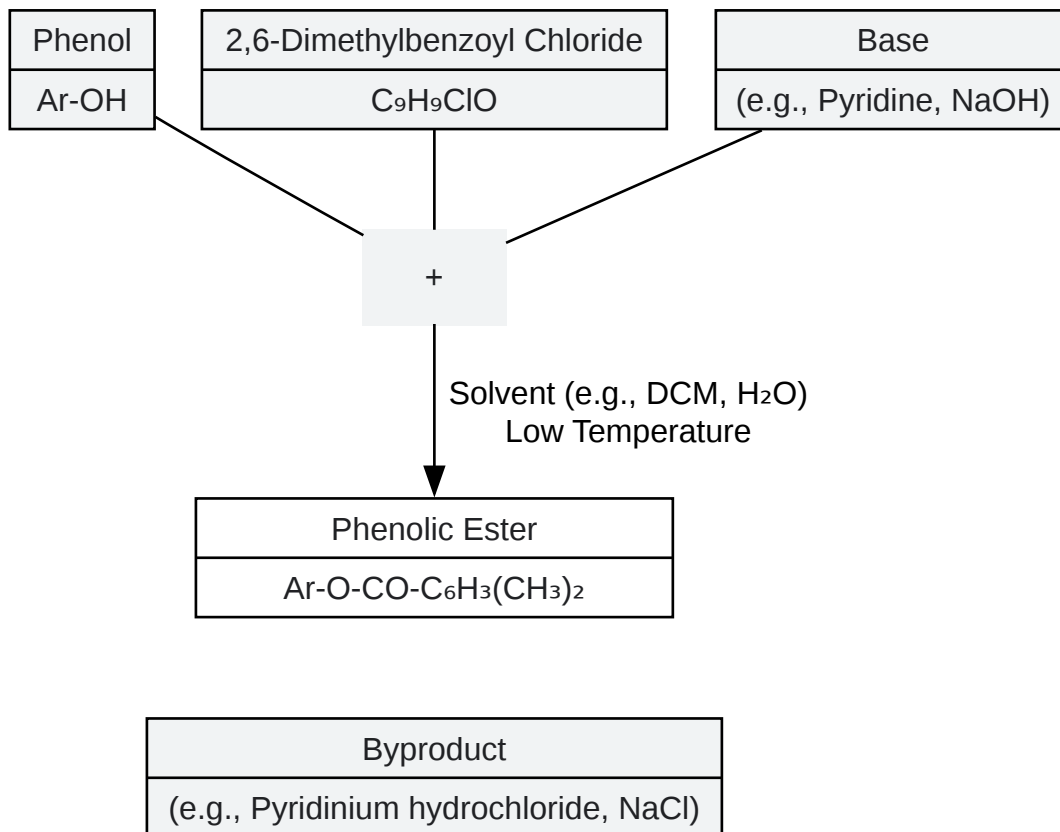 Phenol
Ar-OH
2,6-Dimethylbenzoyl Chloride
C₉H₉ClO
Base
(e.g., Pyridine, NaOH)
+
Solvent (e.g., DCM, H₂O)
Low Temperature
Phenolic Ester
Ar-O-CO-C₆H₃(CH₃)₂
Byproduct
(e.g., Pyridinium hydrochloride, NaCl)